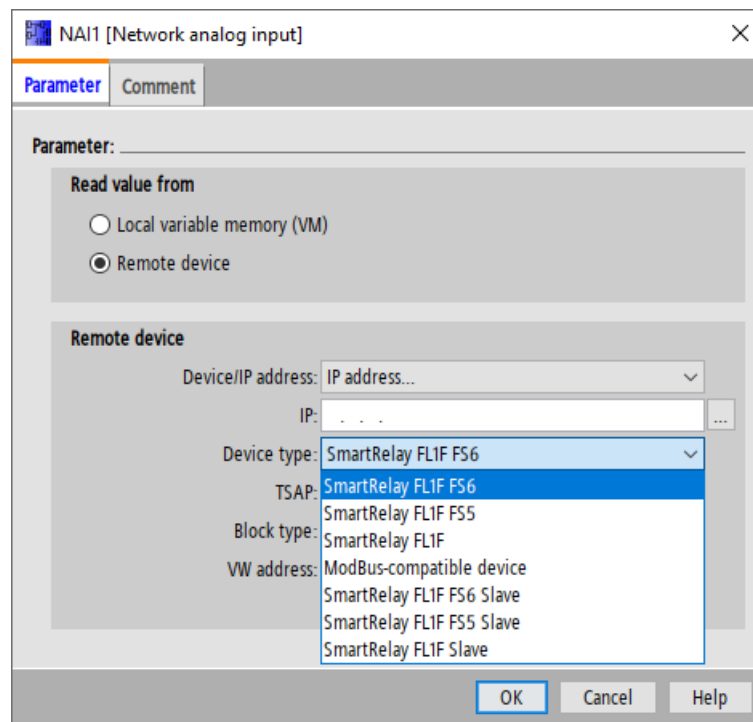 NAI1 [Network analog input]
Parameter Comment
Parameter:
Read value from
Local variable memory (VM)
Remote device
Remote device
Device/IP address: IP address...
IP: . . . ...
Device type: SmartRelay FL1F FS6
TSAP: SmartRelay FL1F FS6
SmartRelay FL1F FS5
Block type: SmartRelay FL1F
VW address: ModBus-compatible device
SmartRelay FL1F FS6 Slave
SmartRelay FL1F FS5 Slave
SmartRelay FL1F Slave
OK Cancel Help